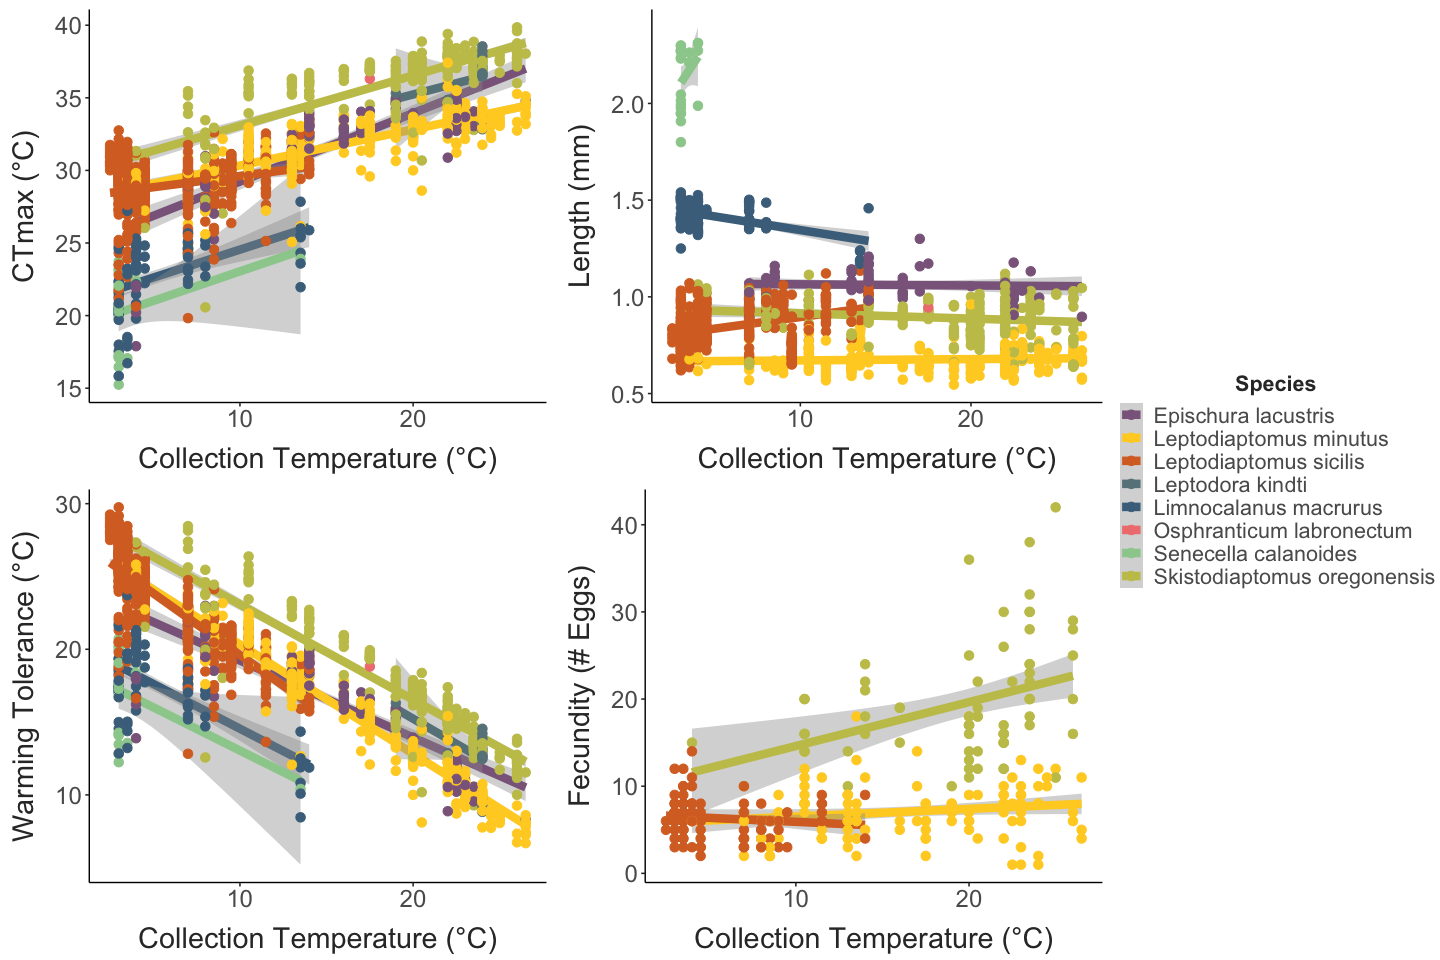 CTmax (°C)
40
35
30
25
20
15
10
20
Collection Temperature (°C)
Length (mm)
2.0
1.5
1.0
0.5
10
20
Collection Temperature (°C)
Species
Epischura lacustris
Leptodiaptomus minutus
Leptodiaptomus sicilis
Leptodora kindti
Limnocalanus macrurus
Osphranticum labronectum
Senecella calanoides
Skistodiaptomus oregonensis
Warming Tolerance (°C)
30
20
10
10
20
Collection Temperature (°C)
Fecundity (# Eggs)
40
30
20
10
0
10
20
Collection Temperature (°C)